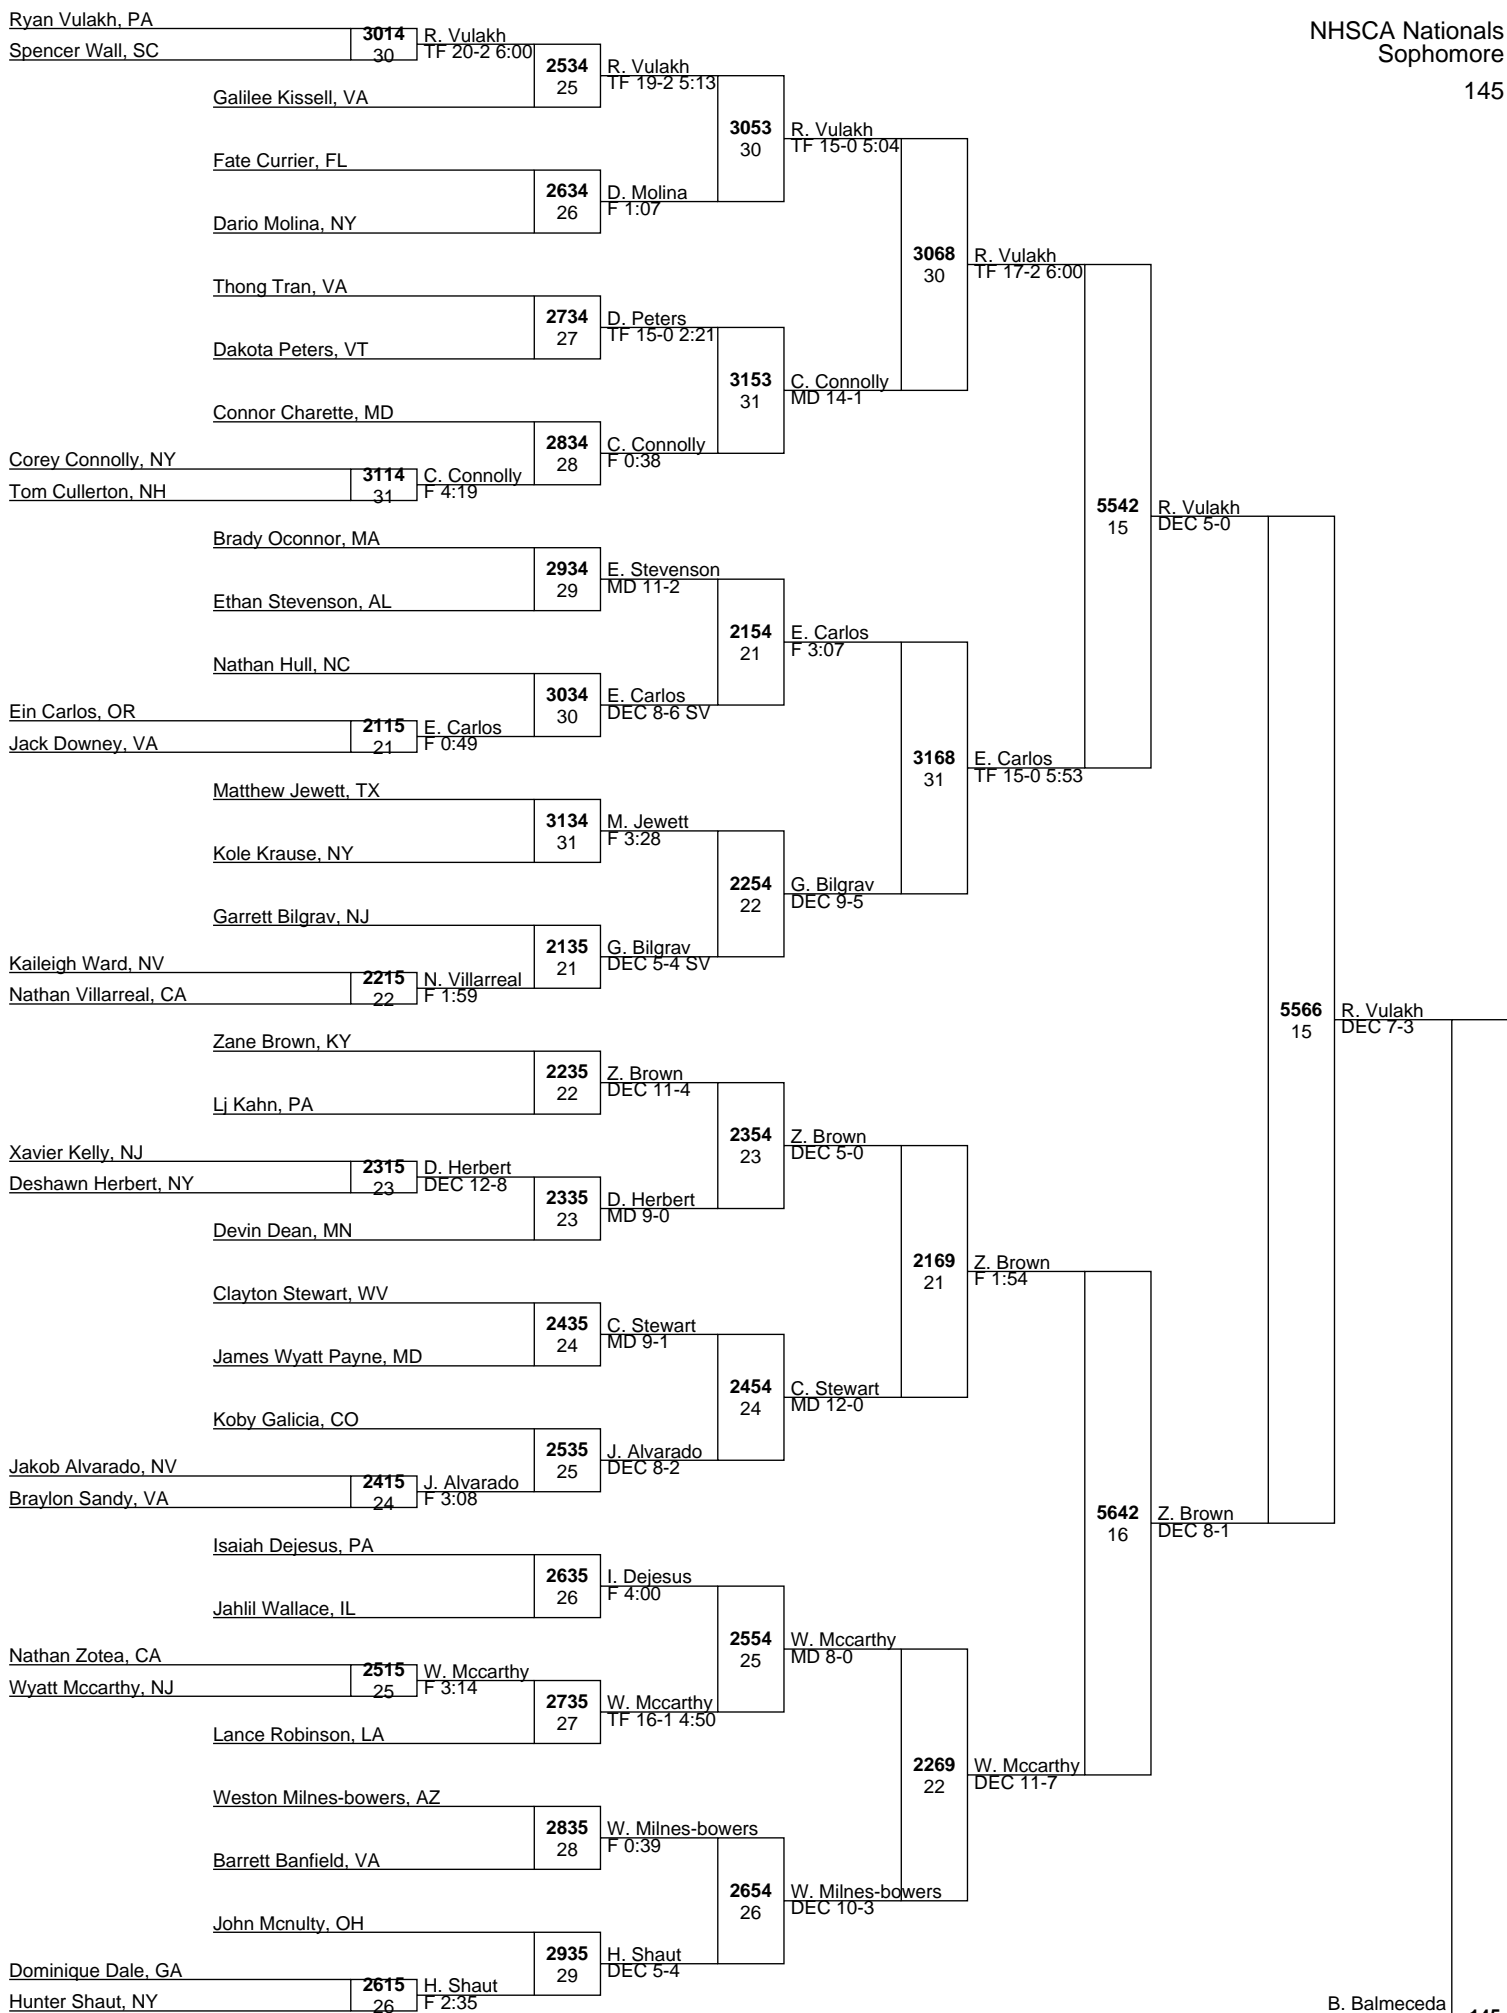 NHSCA Nationals
Sophomore
145
Ryan Vulakh, PA
Spencer Wall, SC
3014
30
R. Vulakh
TF 20-2 6:00
Galilee Kissell, VA
2534
25
R. Vulakh
TF 19-2 5:13
Fate Currier, FL
Dario Molina, NY
2634
26
D. Molina
F 1:07
3053
30
R. Vulakh
TF 15-0 5:04
Thong Tran, VA
Dakota Peters, VT
2734
27
D. Peters
TF 15-0 2:21
Connor Charette, MD
Corey Connolly, NY
Tom Cullerton, NH
3114
31
C. Connolly
F 4:19
2834
28
C. Connolly
F 0:38
3153
31
C. Connolly
MD 14-1
3068
30
R. Vulakh
TF 17-2 6:00
Brady Oconnor, MA
Ethan Stevenson, AL
2934
29
E. Stevenson
MD 11-2
Nathan Hull, NC
Ein Carlos, OR
Jack Downey, VA
2115
21
E. Carlos
F 0:49
3034
30
E. Carlos
DEC 8-6 SV
2154
21
E. Carlos
F 3:07
Matthew Jewett, TX
Kole Krause, NY
3134
31
M. Jewett
F 3:28
Garrett Bilgrav, NJ
Kaileigh Ward, NV
Nathan Villarreal, CA
2215
22
N. Villarreal
F 1:59
2135
21
G. Bilgrav
DEC 5-4 SV
2254
22
G. Bilgrav
DEC 9-5
3168
31
E. Carlos
TF 15-0 5:53
5542
15
R. Vulakh
DEC 5-0
Zane Brown, KY
Lj Kahn, PA
2235
22
Z. Brown
DEC 11-4
Xavier Kelly, NJ
Deshawn Herbert, NY
2315
23
D. Herbert
DEC 12-8
Devin Dean, MN
2335
23
D. Herbert
MD 9-0
2354
23
Z. Brown
DEC 5-0
Clayton Stewart, WV
James Wyatt Payne, MD
2435
24
C. Stewart
MD 9-1
Koby Galicia, CO
Jakob Alvarado, NV
Braylon Sandy, VA
2415
24
J. Alvarado
F 3:08
2535
25
J. Alvarado
DEC 8-2
2454
24
C. Stewart
MD 12-0
2169
21
Z. Brown
F 1:54
Isaiah Dejesus, PA
Jahlil Wallace, IL
2635
26
I. Dejesus
F 4:00
Nathan Zotea, CA
Wyatt Mccarthy, NJ
2515
25
W. Mccarthy
F 3:14
Lance Robinson, LA
2735
27
W. Mccarthy
TF 16-1 4:50
2554
25
W. Mccarthy
MD 8-0
Weston Milnes-bowers, AZ
Barrett Banfield, VA
2835
28
W. Milnes-bowers
F 0:39
John Mcnulty, OH
Dominique Dale, GA
Hunter Shaut, NY
2615
26
H. Shaut
F 2:35
2935
29
H. Shaut
DEC 5-4
2654
26
W. Milnes-bowers
DEC 10-3
2269
22
W. Mccarthy
DEC 11-7
5642
16
Z. Brown
DEC 8-1
5566
15
R. Vulakh
DEC 7-3
B. Balmeceda